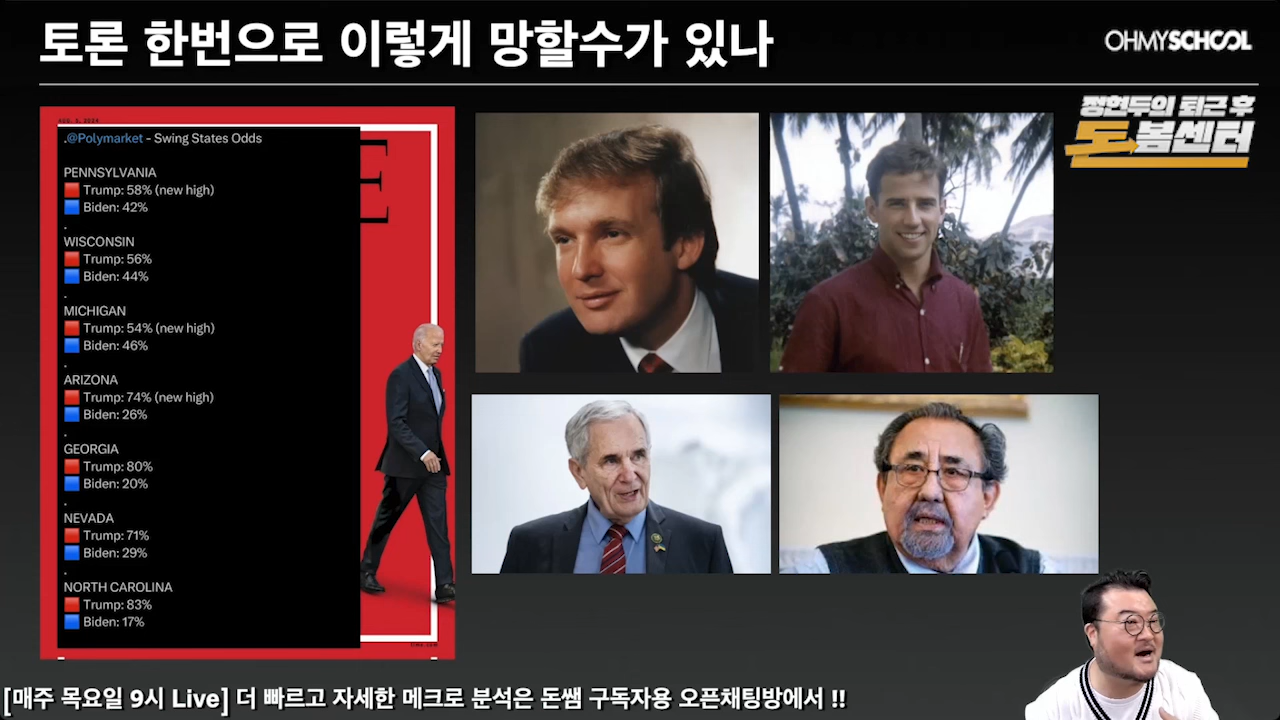 토론 한번으로 이렇게 망할수가 있나
OHMYSCHOOL
정현두의 퇴근 후
돈봄센터
AUG. 5, 2024
.@Polymarket - Swing States Odds
PENNSYLVANIA
Trump: 58% (new high)
Biden: 42%
.
WISCONSIN
Trump: 56%
Biden: 44%
.
MICHIGAN
Trump: 54% (new high)
Biden: 46%
.
ARIZONA
Trump: 74% (new high)
Biden: 26%
.
GEORGIA
Trump: 80%
Biden: 20%
.
NEVADA
Trump: 71%
Biden: 29%
.
NORTH CAROLINA
Trump: 83%
Biden: 17%
E
time.com
[매주 목요일 9시 Live] 더 빠르고 자세한 메크로 분석은 돈쌤 구독자용 오픈채팅방에서 !!